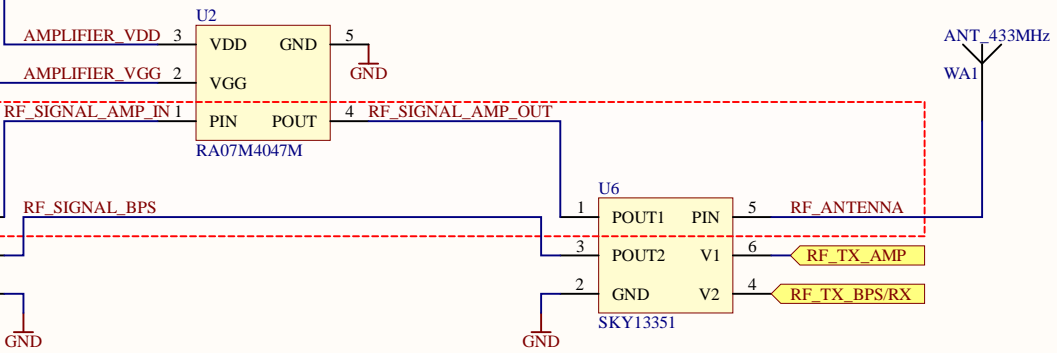 U2
AMPLIFIER_VDD 3 VDD GND 5
GND
AMPLIFIER_VGG 2 VGG
RF_SIGNAL_AMP_IN 1 PIN POUT 4 RF_SIGNAL_AMP_OUT
RA07M4047M
ANT_433MHz
WA1
U6
RF_SIGNAL_BPS
1 POUT1 PIN 5 RF_ANTENNA
3 POUT2 V1 6 RF_TX_AMP
2 GND V2 4 RF_TX_BPS/RX
SKY13351
GND
GND